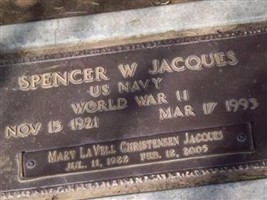 SPENCER W JACQUES
US NAVY
WORLD WAR II
NOV 13 1921 MAR 17 1993
MARY LAVELL CHRISTENSEN JACQUES
JUL. 11, 1922 FEB. 12, 2005